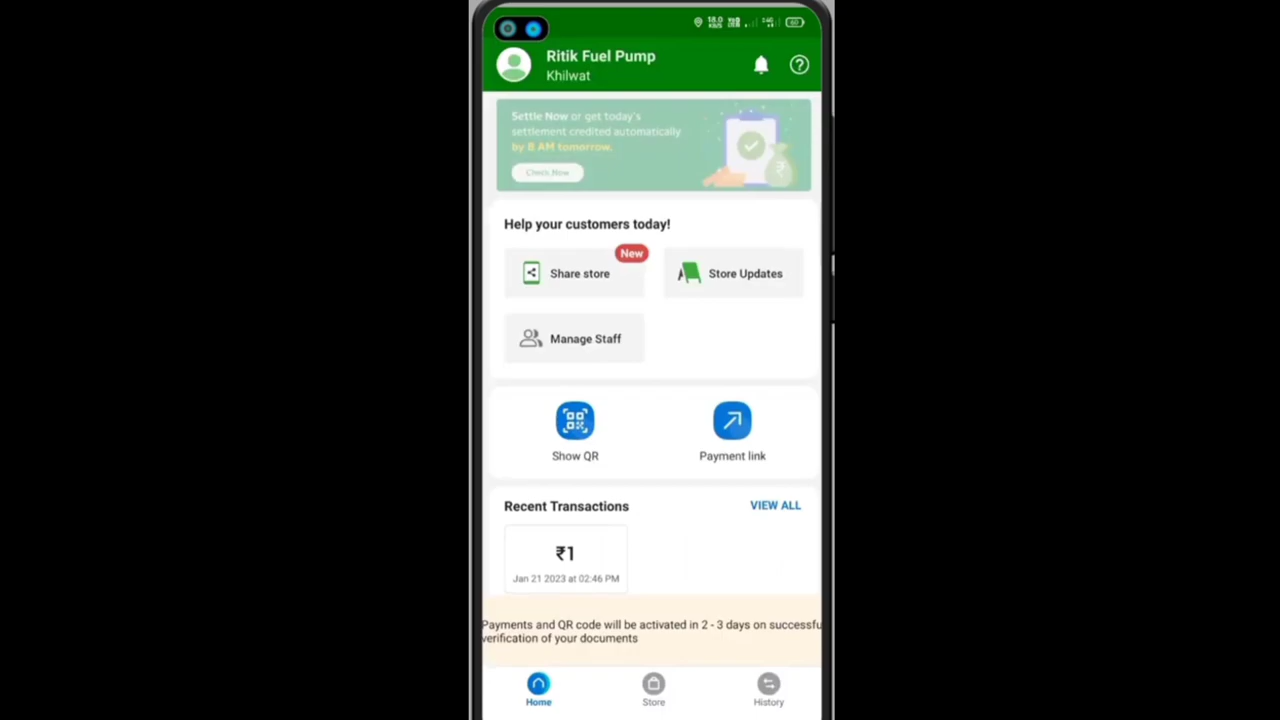 Ritik Fuel Pump
Khilwat
Settle Now or get today's
settlement credited automatically
by 8 AM tomorrow.
Check Now
Help your customers today!
New
Share store
Store Updates
Manage Staff
Show QR
Payment link
Recent Transactions
VIEW ALL
₹1
Jan 21 2023 at 02:46 PM
Payments and QR code will be activated in 2 - 3 days on successfu
verification of your documents
Home
Store
History